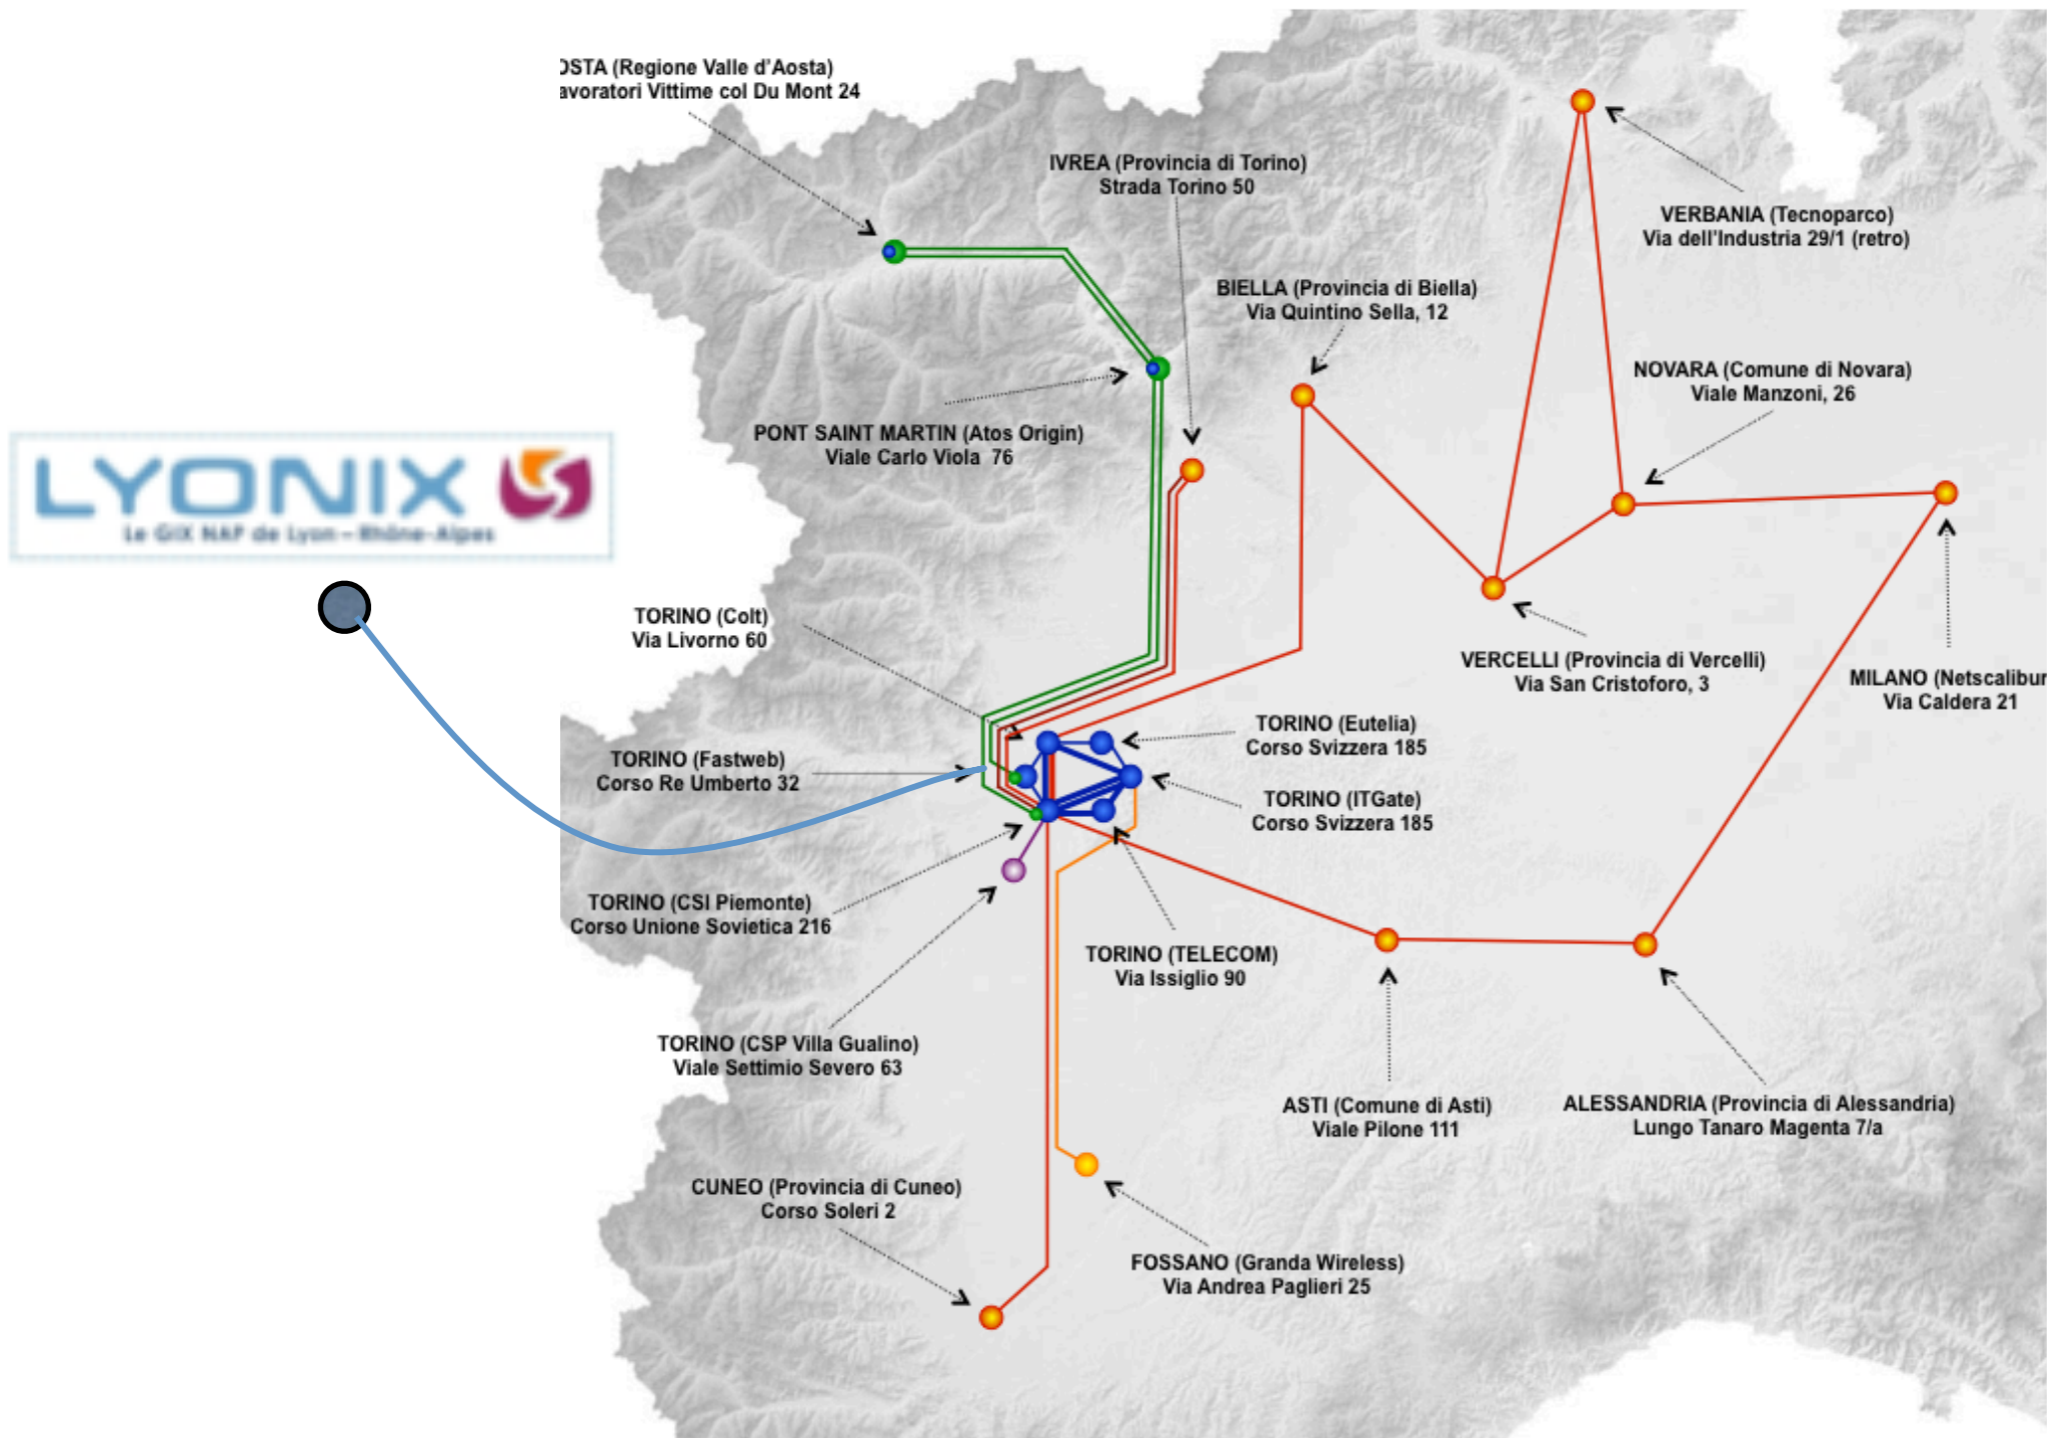 OSTA (Regione Valle d'Aosta)
avoratori Vittime col Du Mont 24
IVREA (Provincia di Torino)
Strada Torino 50
VERBANIA (Tecnoparco)
Via dell'Industria 29/1 (retro)
BIELLA (Provincia di Biella)
Via Quintino Sella, 12
NOVARA (Comune di Novara)
Viale Manzoni, 26
PONT SAINT MARTIN (Atos Origin)
Viale Carlo Viola 76
LYONIX
Le GIX NAP de Lyon – Rhône-Alpes
TORINO (Colt)
Via Livorno 60
VERCELLI (Provincia di Vercelli)
Via San Cristoforo, 3
MILANO (Netscalibur
Via Caldera 21
TORINO (Eutelia)
Corso Svizzera 185
TORINO (Fastweb)
Corso Re Umberto 32
TORINO (ITGate)
Corso Svizzera 185
TORINO (CSI Piemonte)
Corso Unione Sovietica 216
TORINO (TELECOM)
Via Issiglio 90
TORINO (CSP Villa Gualino)
Viale Settimio Severo 63
ASTI (Comune di Asti)
Viale Pilone 111
ALESSANDRIA (Provincia di Alessandria)
Lungo Tanaro Magenta 7/a
CUNEO (Provincia di Cuneo)
Corso Soleri 2
FOSSANO (Granda Wireless)
Via Andrea Paglieri 25